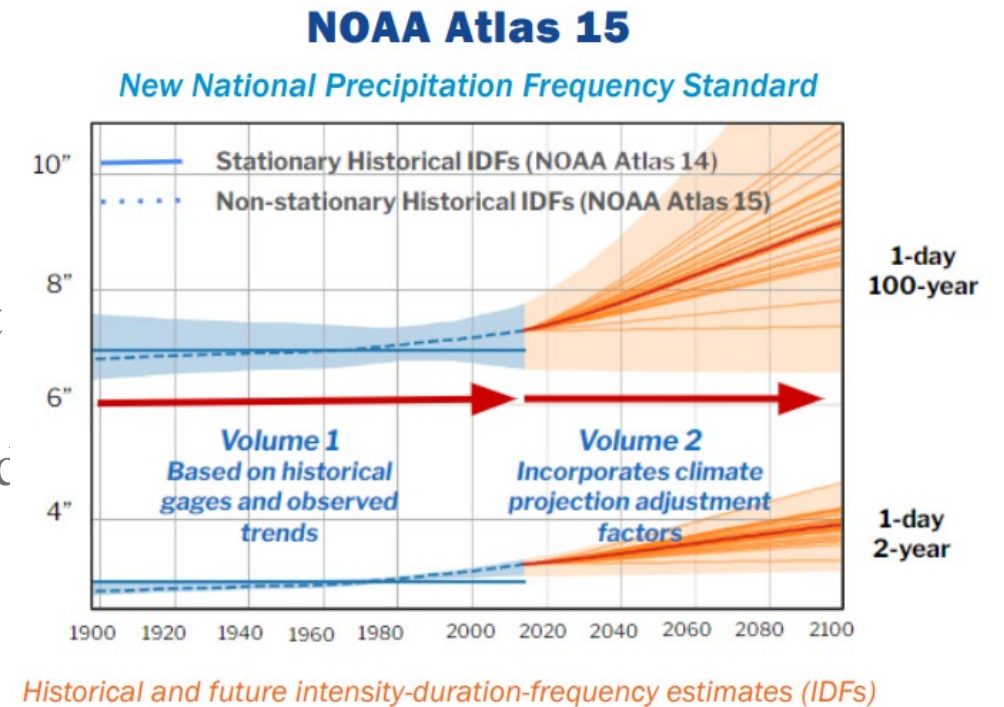 NOAA Atlas 15
New National Precipitation Frequency Standard
10”
Stationary Historical IDFs (NOAA Atlas 14)
Non-stationary Historical IDFs (NOAA Atlas 15)
8”
1-day
100-year
6”
Volume 1
Based on historical
gages and observed
trends
Volume 2
Incorporates climate
projection adjustment
factors
4”
1-day
2-year
1900 1920 1940 1960 1980 2000 2020 2040 2060 2080 2100
Historical and future intensity-duration-frequency estimates (IDFs)